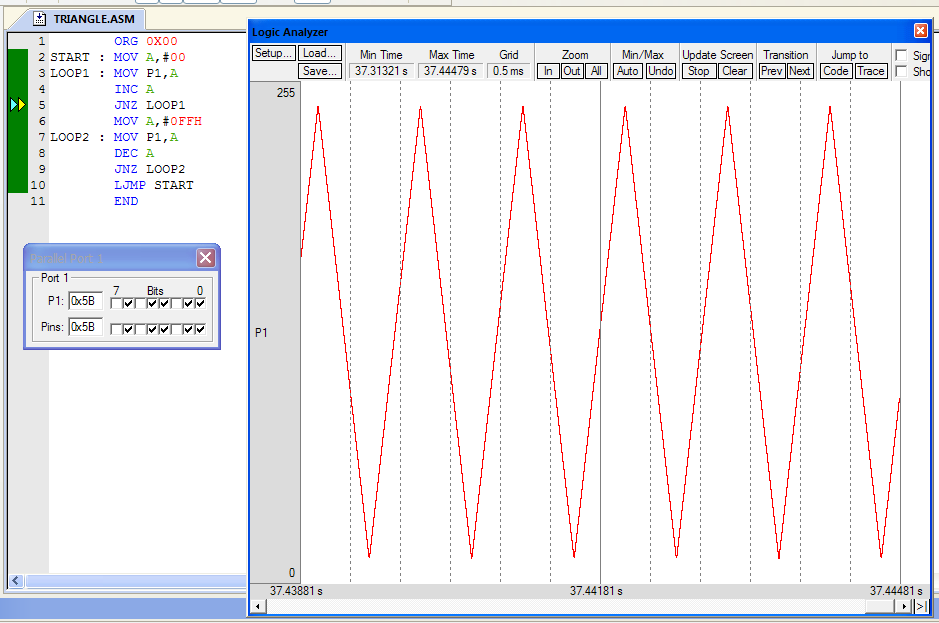 TRIANGLE.ASM
1 ORG 0X00
2 START : MOV A,#00
3 LOOP1 : MOV P1,A
4 INC A
5 JNZ LOOP1
6 MOV A,#0FFH
7 LOOP2 : MOV P1,A
8 DEC A
9 JNZ LOOP2
10 LJMP START
11 END
Parallel Port 1
Port 1
7 Bits 0
P1: 0x5B
Pins: 0x5B
Logic Analyzer
Setup... Load... Min Time Max Time Grid Zoom Min/Max Update Screen Transition Jump to
Save... 37.31321 s 37.44479 s 0.5 ms In Out All Auto Undo Stop Clear Prev Next Code Trace
255
P1
0
37.43881 s 37.44181 s 37.44481 s